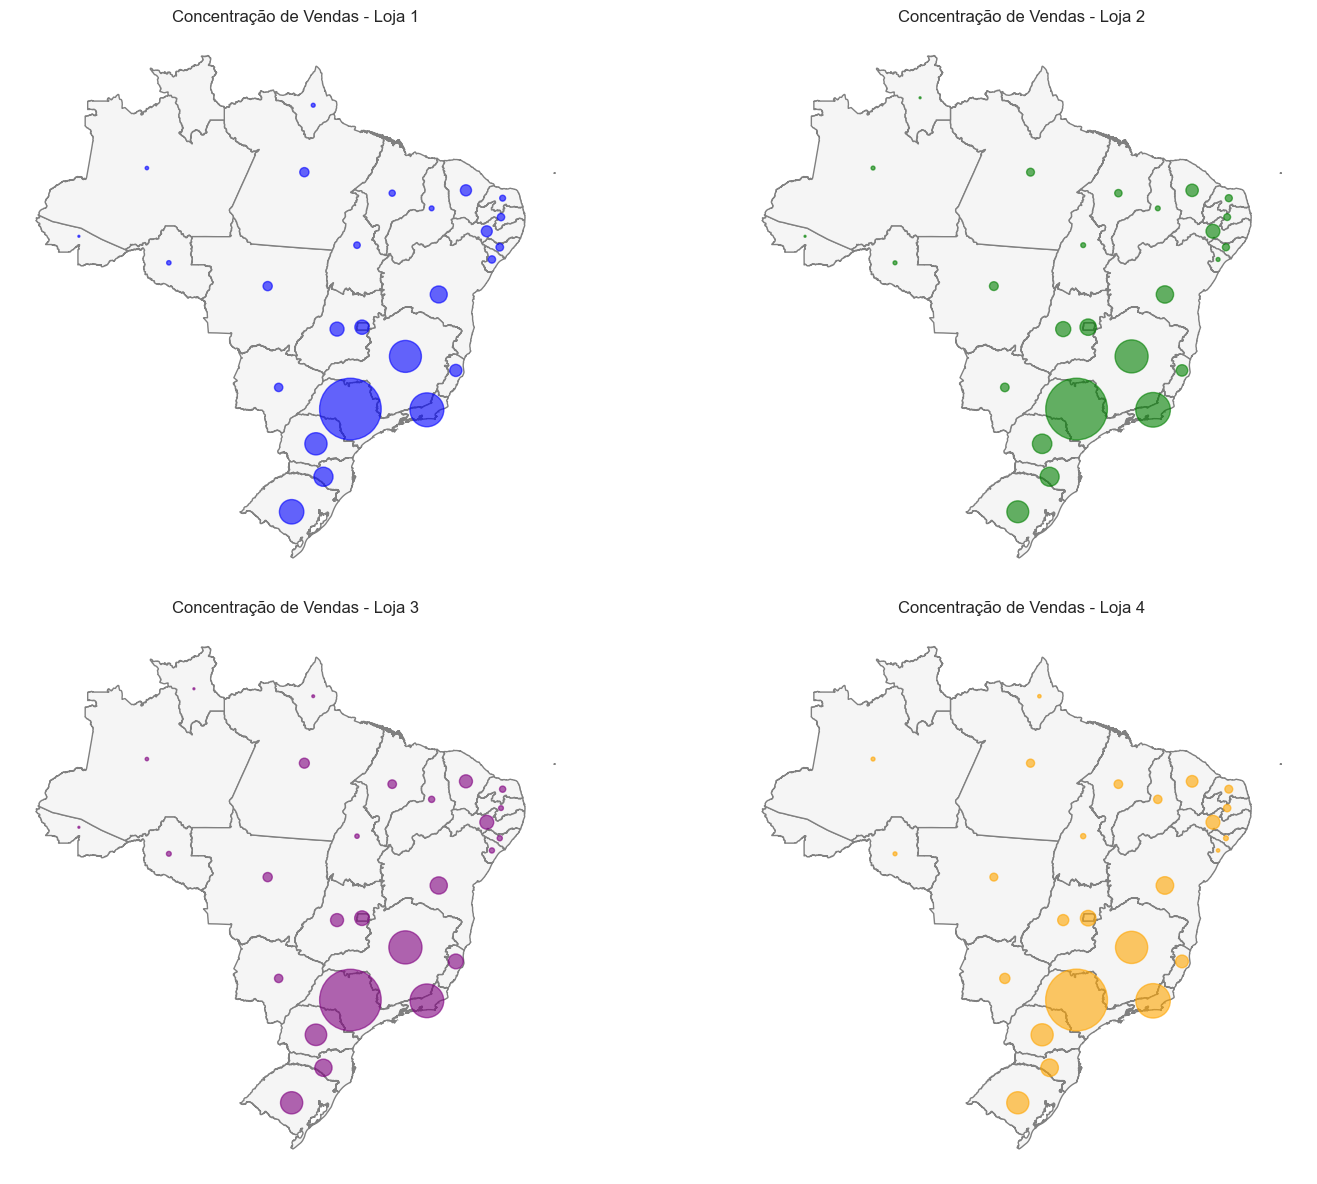 Concentração de Vendas - Loja 1
Concentração de Vendas - Loja 2
Concentração de Vendas - Loja 3
Concentração de Vendas - Loja 4